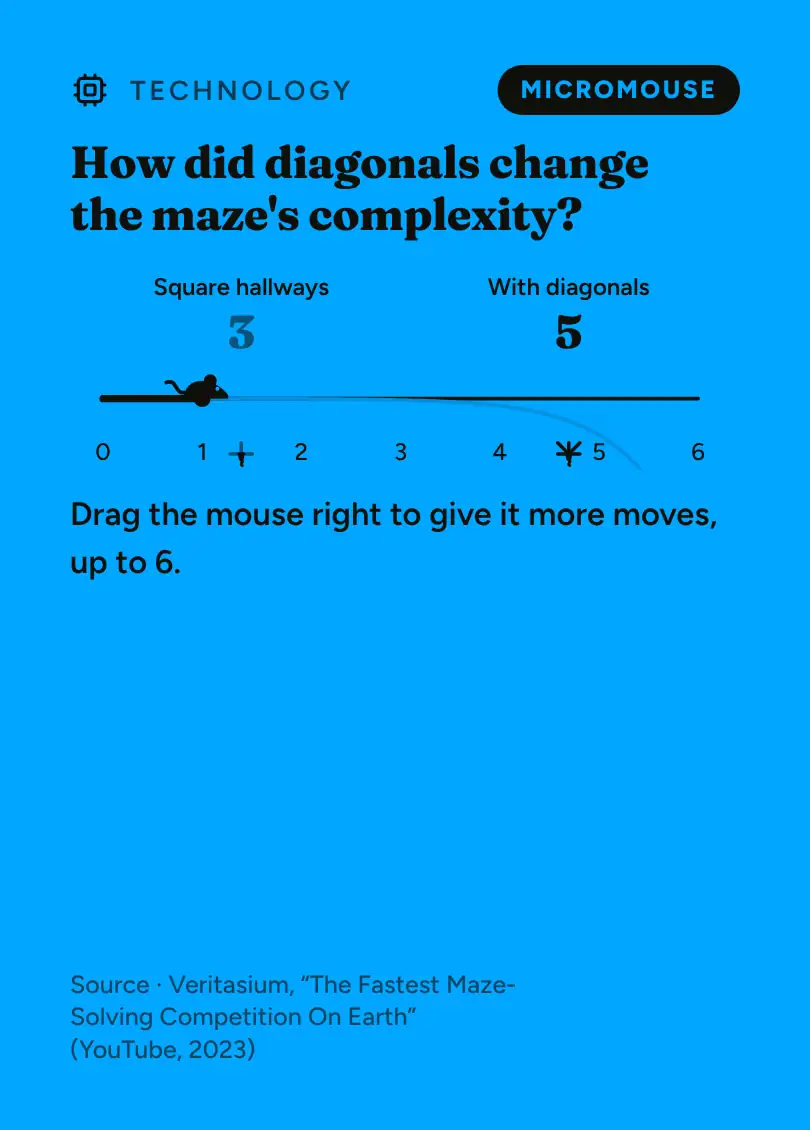 TECHNOLOGY
MICROMOUSE
How did diagonals change
the maze's complexity?
Square hallways
With diagonals
3
5
0 1 2 3 4 5 6
Drag the mouse right to give it more moves,
up to 6.
Source · Veritasium, “The Fastest Maze-
Solving Competition On Earth”
(YouTube, 2023)